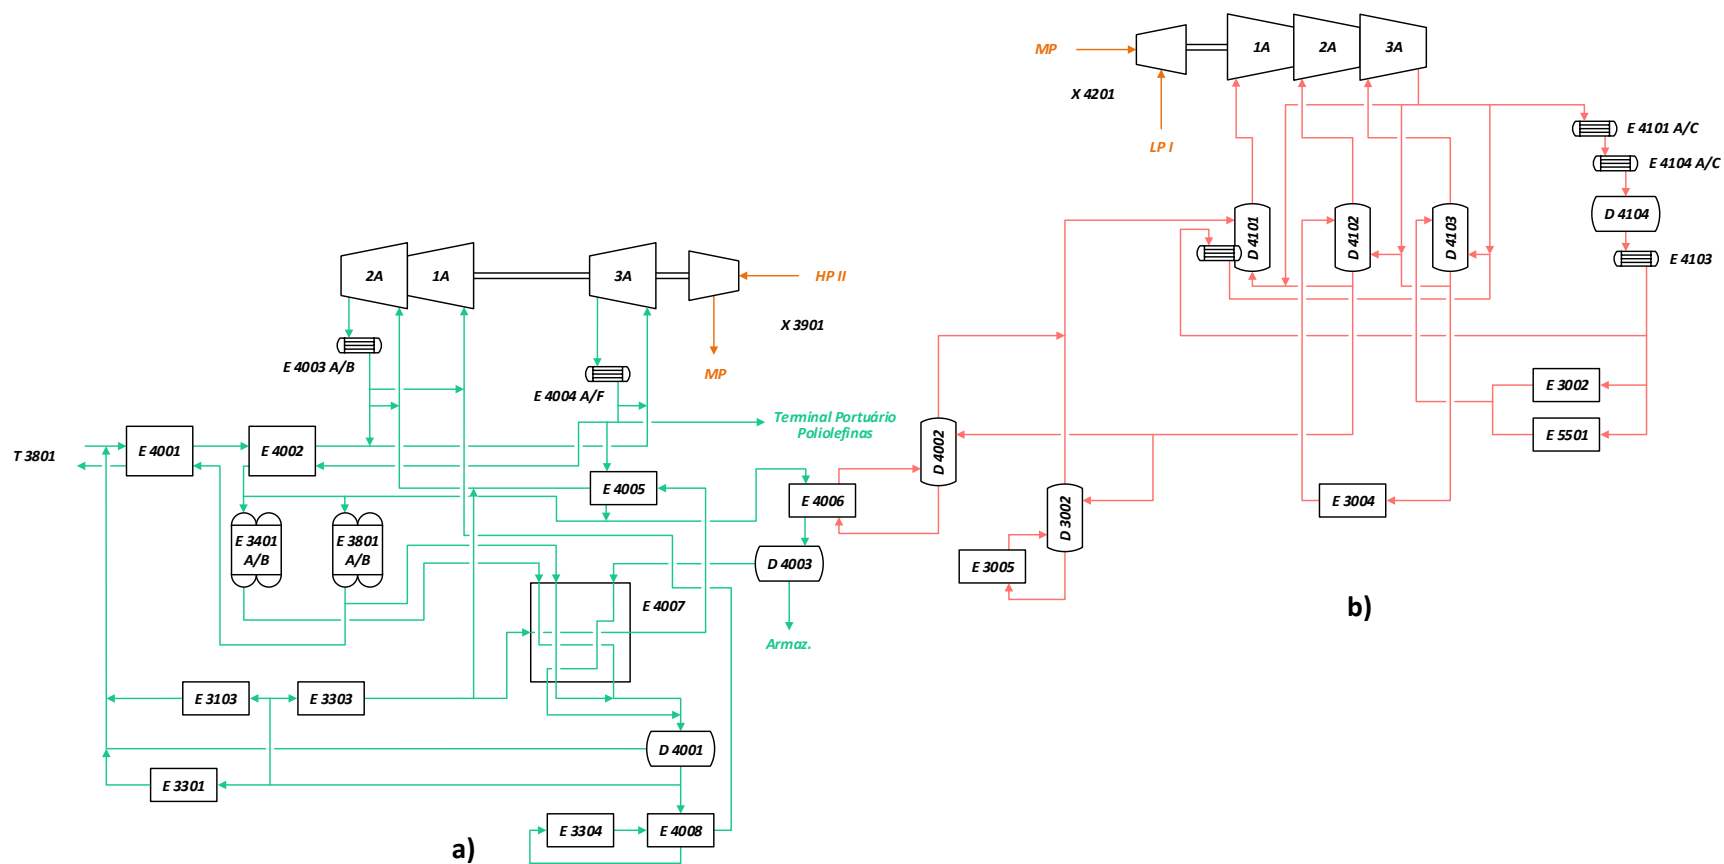 1A
2A
3A
MP
X 4201
LP I
E 4101 A/C
E 4104 A/C
D 4104
E 4103
D 4101
D 4102
D 4103
2A
1A
3A
HP II
X 3901
MP
E 4003 A/B
E 4004 A/F
Terminal Portuário
Poliolefinas
E 3002
E 5501
T 3801
E 4001
E 4002
E 4005
E 4006
D 4002
D 3002
E 3004
E 3401
A/B
E 3801
A/B
D 4003
E 3005
E 4007
Armaz.
b)
E 3103
E 3303
D 4001
E 3301
E 3304
E 4008
a)